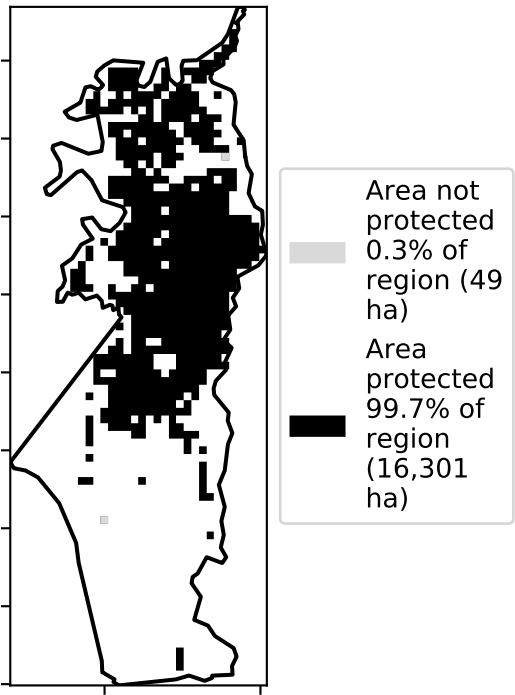 Area not
protected
0.3% of
region (49
ha)
Area
protected
99.7% of
region
(16,301
ha)